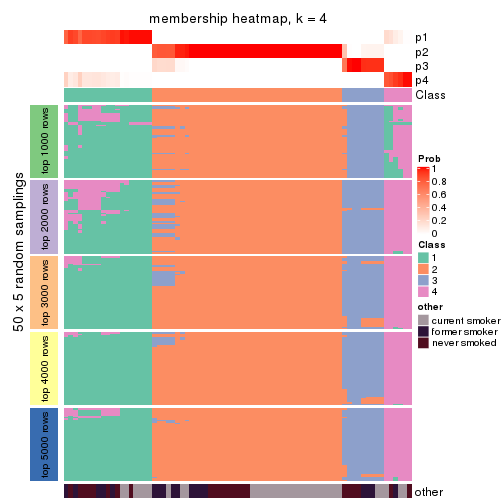 membership heatmap, k = 4
p1
p2
p3
p4
Class
50 x 5 random samplings
top 1000 rows
top 2000 rows
top 3000 rows
top 4000 rows
top 5000 rows
other
Prob
1
0.8
0.6
0.4
0.2
0
Class
1
2
3
4
other
current smoker
former smoker
never smoked